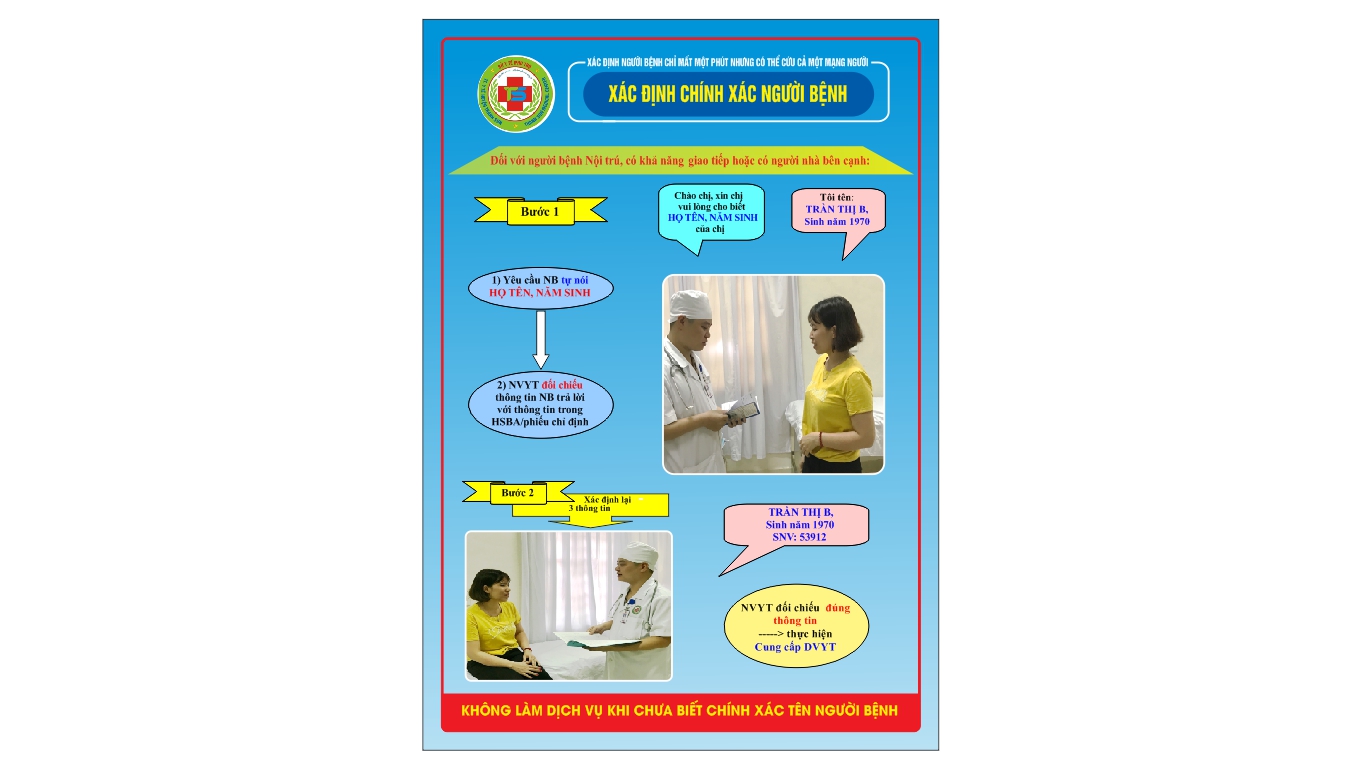 XÁC ĐỊNH NGƯỜI BỆNH CHỈ MẤT MỘT PHÚT NHƯNG CÓ THỂ CỨU CẢ MỘT MẠNG NGƯỜI
XÁC ĐỊNH CHÍNH XÁC NGƯỜI BỆNH
TS
Đối với người bệnh Nội trú, có khả năng giao tiếp hoặc có người nhà bên cạnh:
Bước 1
Chào chị, xin chị
vui lòng cho biết
HỌ TÊN, NĂM SINH
của chị
Tôi tên:
TRẦN THỊ B,
Sinh năm 1970
1) Yêu cầu NB tự nói
HỌ TÊN, NĂM SINH
2) NVYT đối chiếu
thông tin NB trả lời
với thông tin trong
HSBA/phiếu chỉ định
Bước 2
Xác định lại
3 thông tin
TRẦN THỊ B,
Sinh năm 1970
SNV: 53912
NVYT đối chiếu đúng
thông tin
-----> thực hiện
Cung cấp DVYT
KHÔNG LÀM DỊCH VỤ KHI CHƯA BIẾT CHÍNH XÁC TÊN NGƯỜI BỆNH